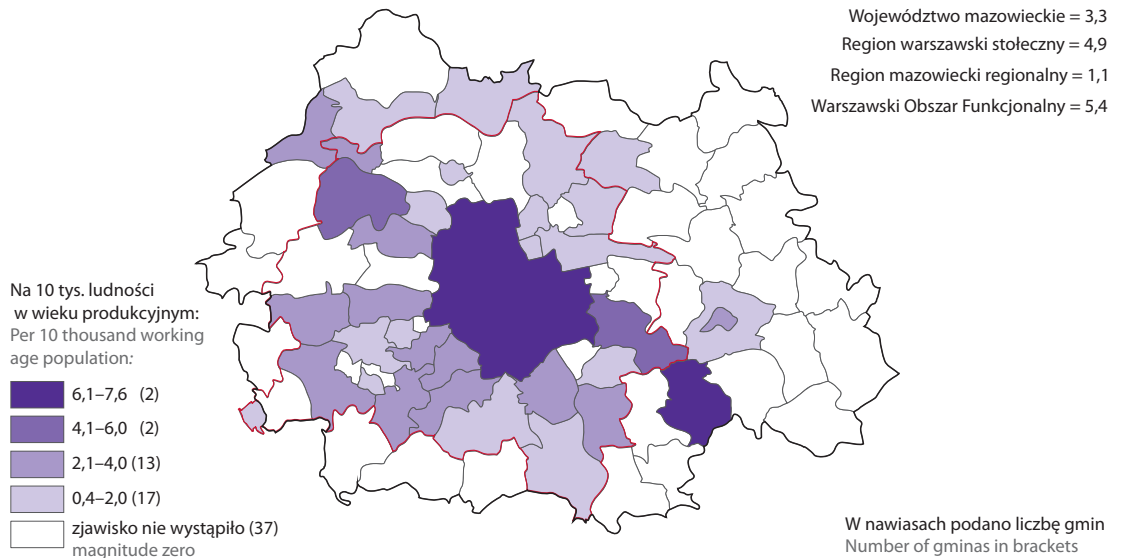 Województwo mazowieckie = 3,3
Region warszawski stołeczny = 4,9
Region mazowiecki regionalny = 1,1
Warszawski Obszar Funkcjonalny = 5,4
Na 10 tys. ludności
w wieku produkcyjnym:
Per 10 thousand working
age population:
6,1–7,6 (2)
4,1–6,0 (2)
2,1–4,0 (13)
0,4–2,0 (17)
zjawisko nie wystąpiło (37)
magnitude zero
W nawiasach podano liczbę gmin
Number of gminas in brackets